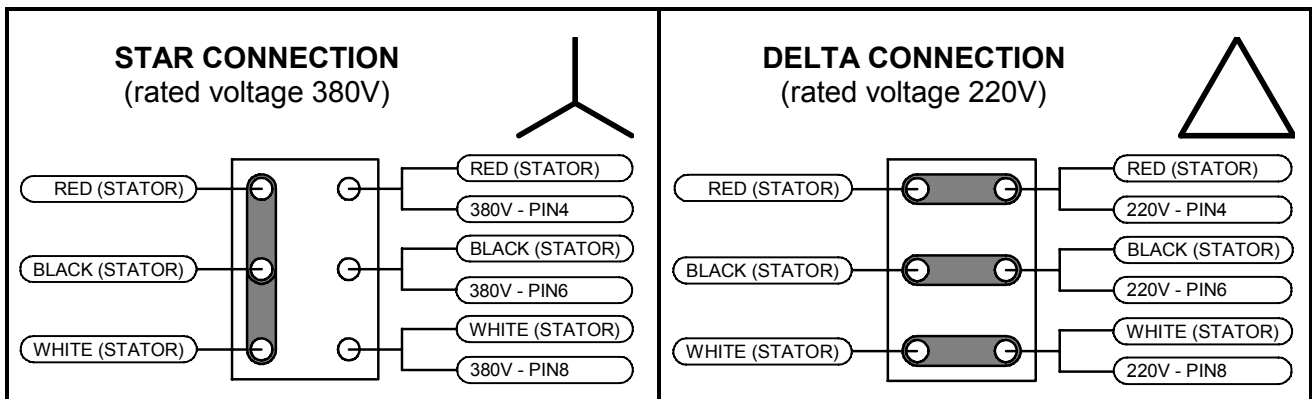 STAR CONNECTION
(rated voltage 380V)
RED (STATOR)
BLACK (STATOR)
WHITE (STATOR)
RED (STATOR)
380V - PIN4
BLACK (STATOR)
380V - PIN6
WHITE (STATOR)
380V - PIN8
DELTA CONNECTION
(rated voltage 220V)
RED (STATOR)
BLACK (STATOR)
WHITE (STATOR)
RED (STATOR)
220V - PIN4
BLACK (STATOR)
220V - PIN6
WHITE (STATOR)
220V - PIN8